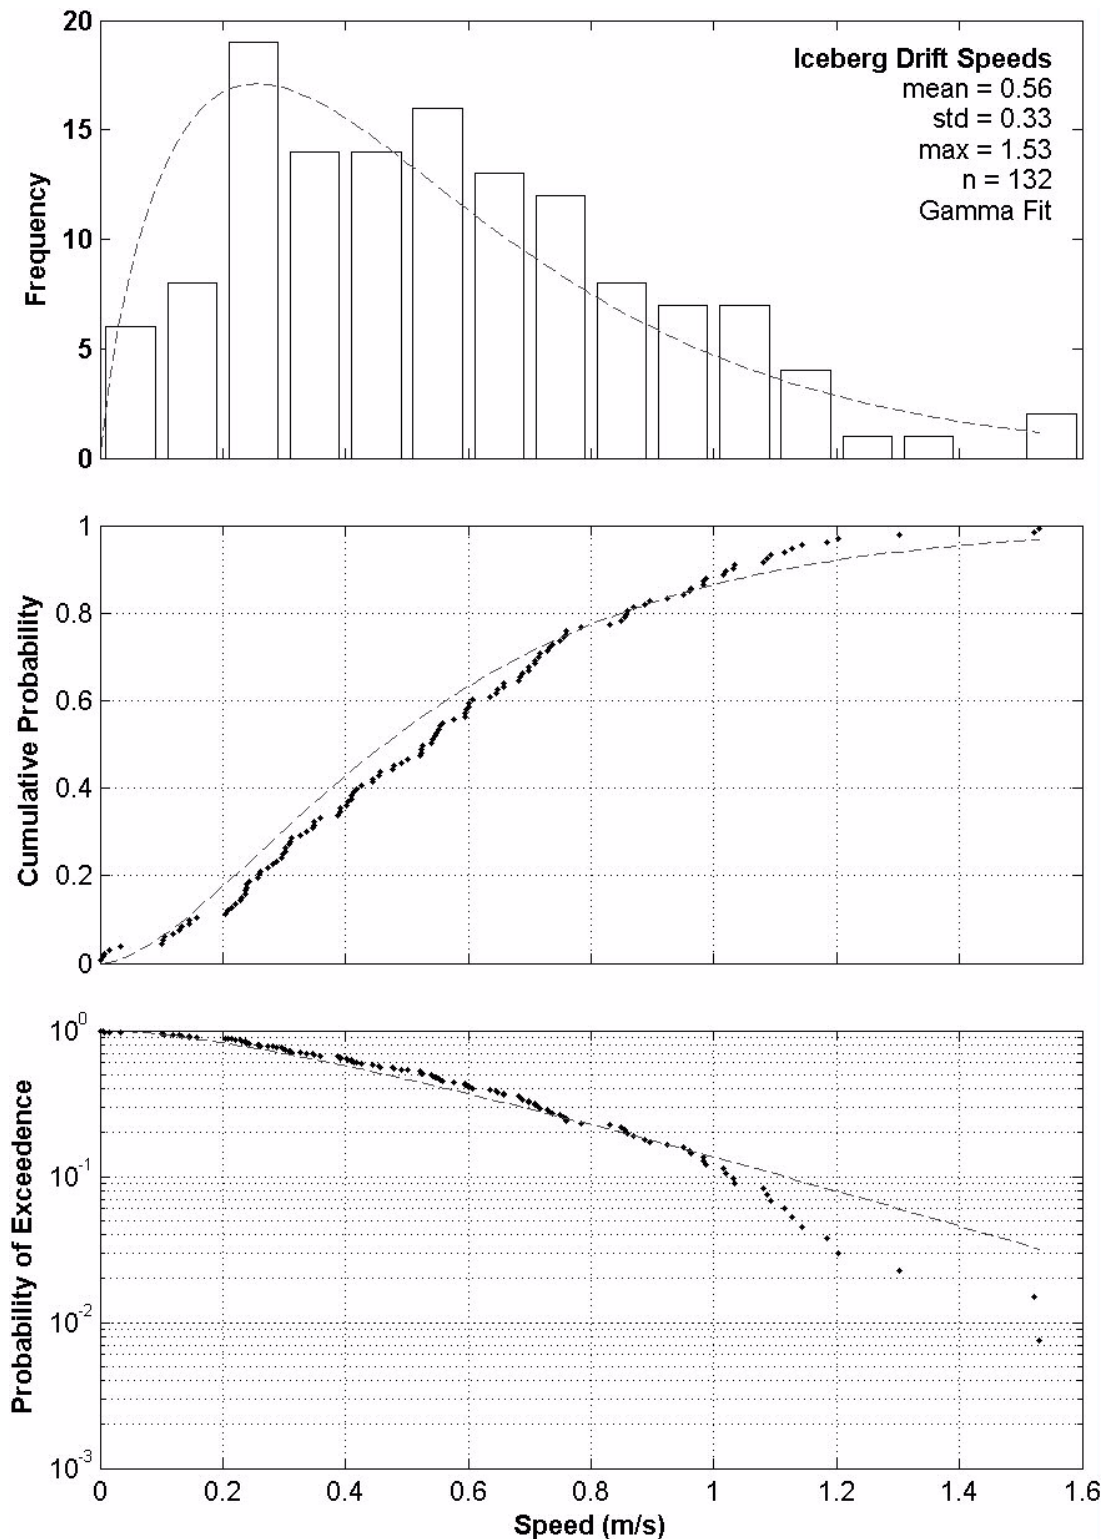 20
15
10
5
0
Frequency
Iceberg Drift Speeds
mean = 0.56
std = 0.33
max = 1.53
n = 132
Gamma Fit
1
0.8
0.6
0.4
0.2
0
Cumulative Probability
10^0
10^-1
10^-2
10^-3
Probability of Exceedence
0 0.2 0.4 0.6 0.8 1 1.2 1.4 1.6
Speed (m/s)